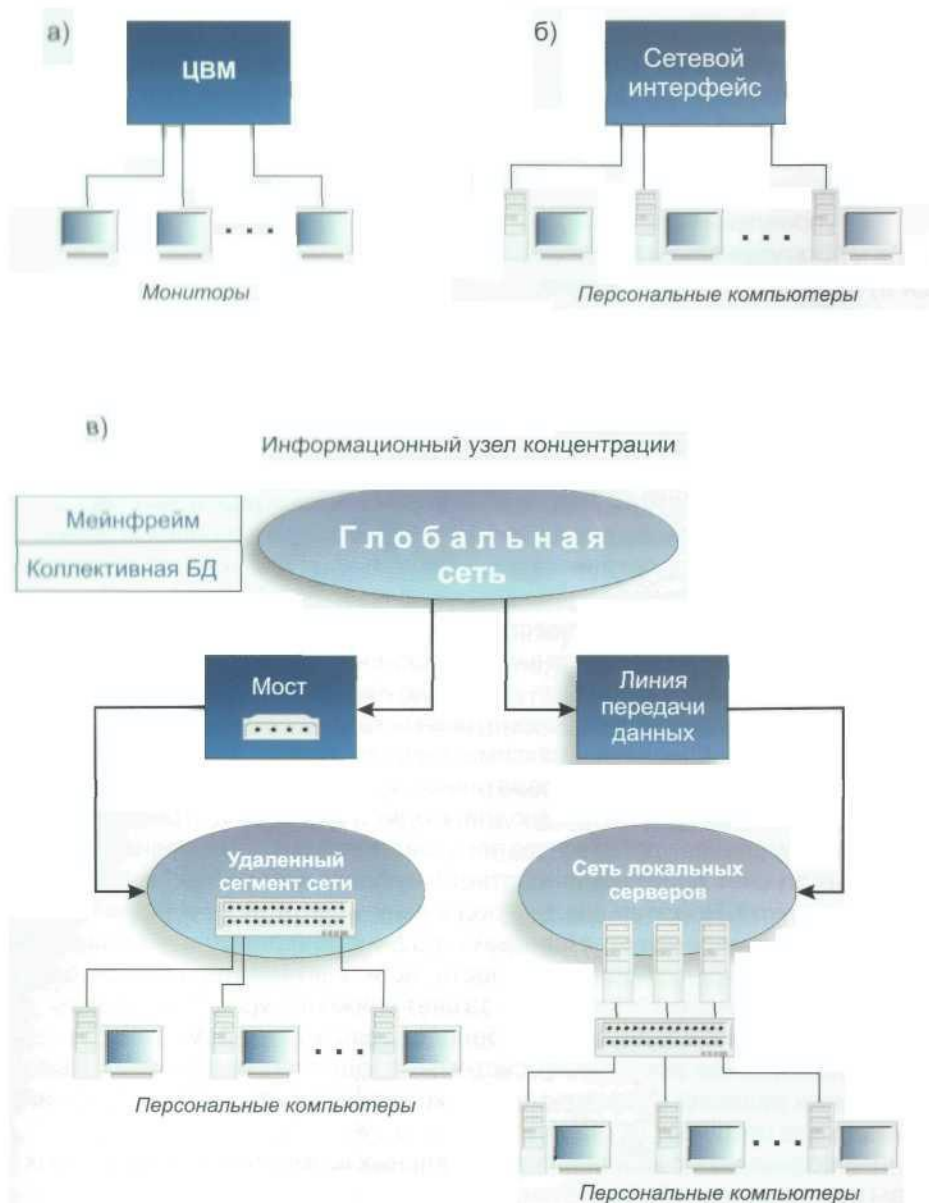 а)
ЦВМ
Мониторы
б)
Сетевой
интерфейс
Персональные компьютеры
в)
Информационный узел концентрации
Мейнфрейм
Коллективная БД
Глобальная
сеть
Мост
Линия
передачи
данных
Удаленный
сегмент сети
Персональные компьютеры
Сеть локальных
серверов
Персональные компьютеры